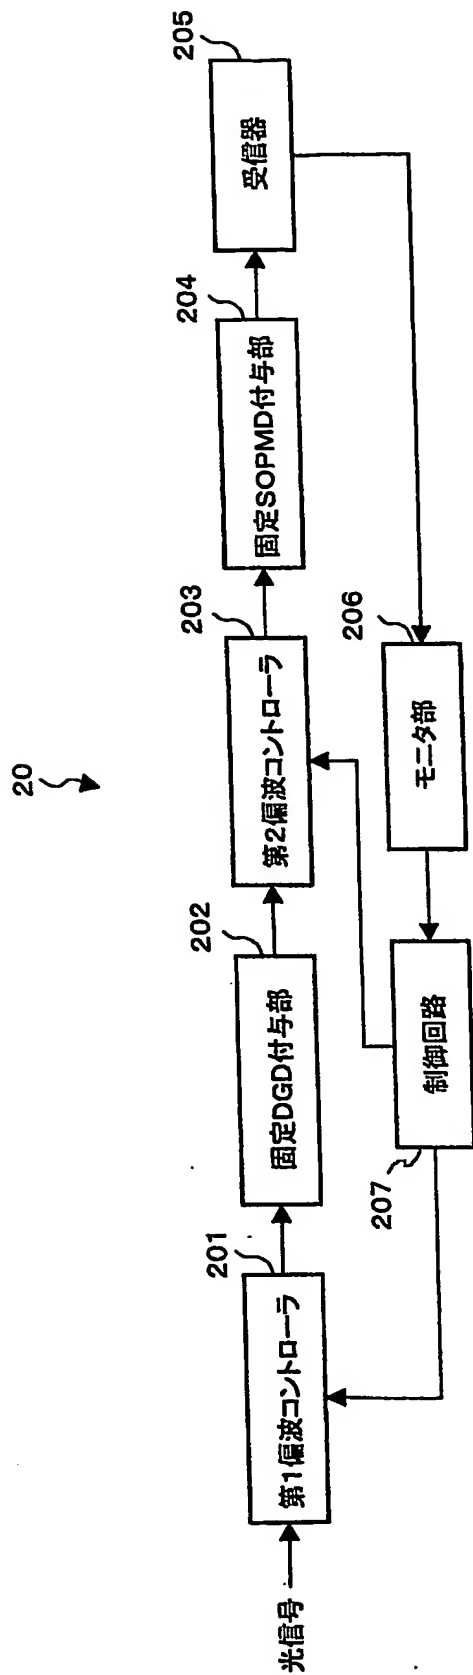 20
光信号
第1偏波コントローラ
201
固定DGD付与部
202
第2偏波コントローラ
203
固定SOPMD付与部
204
受信器
205
モニタ部
206
制御回路
207